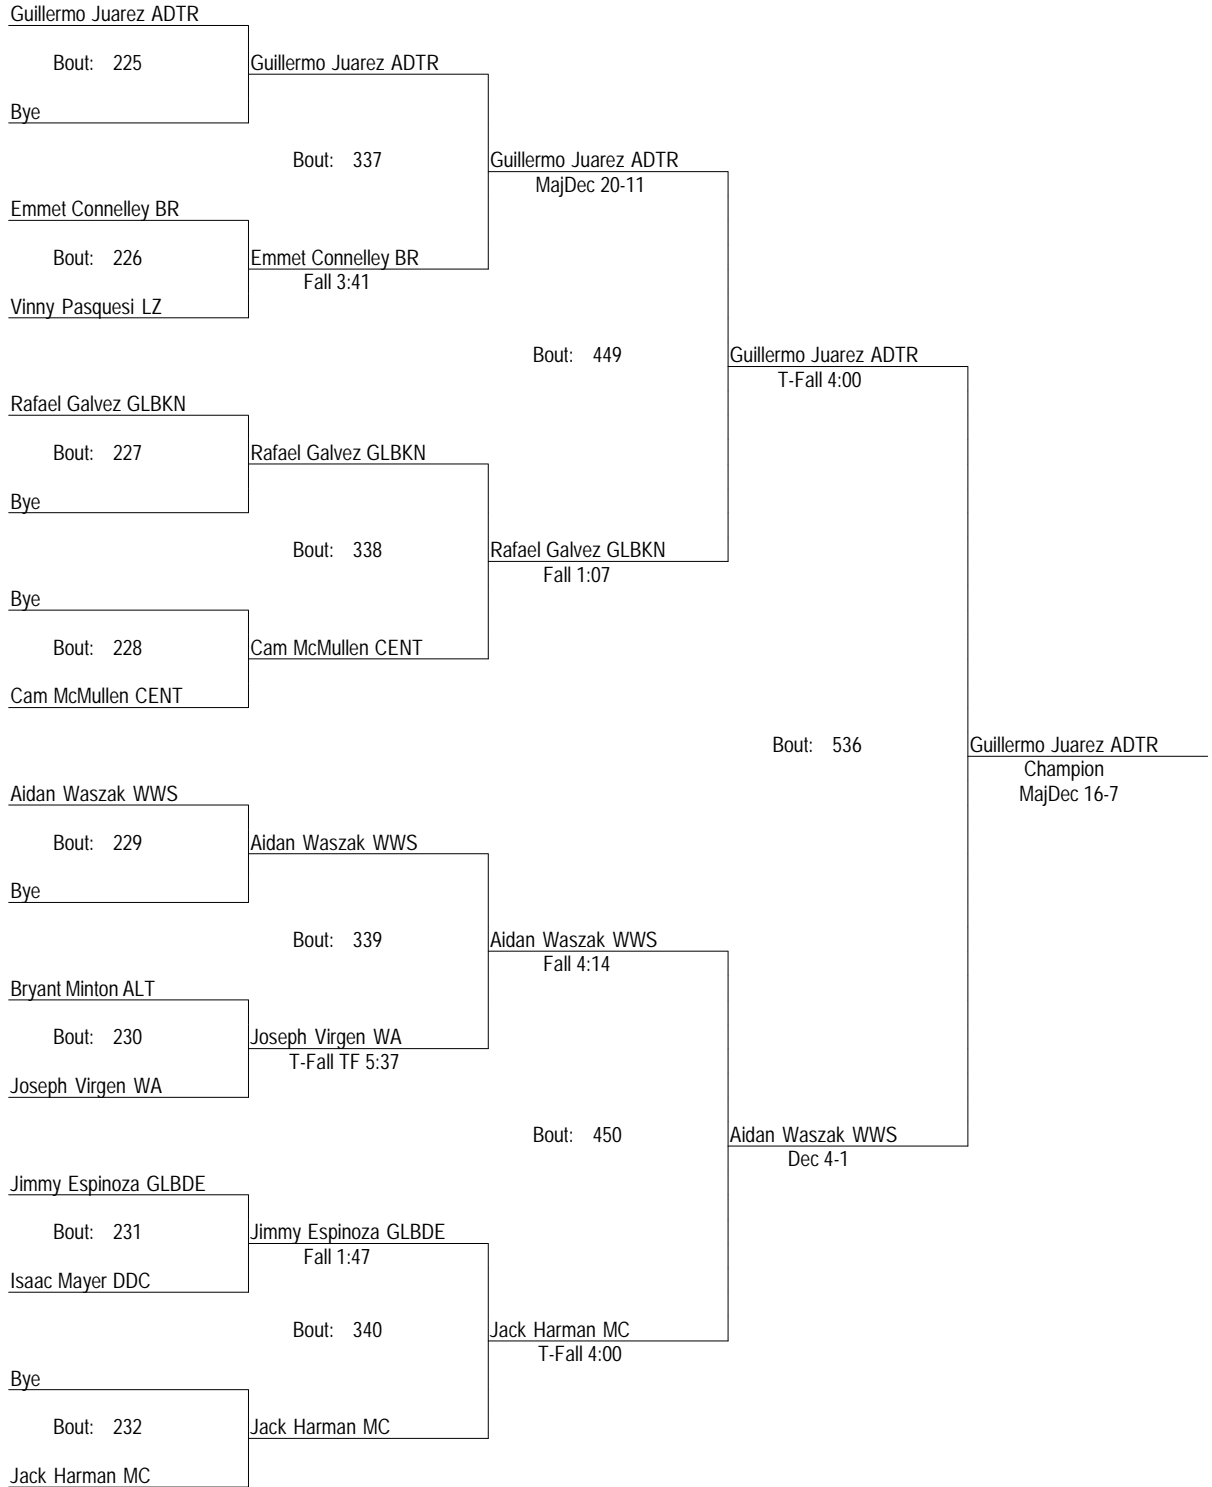 Guillermo Juarez ADTR
Bout: 225
Guillermo Juarez ADTR
Bye
Bout: 337
Guillermo Juarez ADTR
MajDec 20-11
Emmet Connelley BR
Bout: 226
Emmet Connelley BR
Fall 3:41
Vinny Pasquesi LZ
Bout: 449
Guillermo Juarez ADTR
T-Fall 4:00
Rafael Galvez GLBKN
Bout: 227
Rafael Galvez GLBKN
Bye
Bout: 338
Rafael Galvez GLBKN
Fall 1:07
Bye
Bout: 228
Cam McMullen CENT
Cam McMullen CENT
Bout: 536
Guillermo Juarez ADTR
Champion
MajDec 16-7
Aidan Waszak WWS
Bout: 229
Aidan Waszak WWS
Bye
Bout: 339
Aidan Waszak WWS
Fall 4:14
Bryant Minton ALT
Bout: 230
Joseph Virgen WA
T-Fall TF 5:37
Joseph Virgen WA
Bout: 450
Aidan Waszak WWS
Dec 4-1
Jimmy Espinoza GLBDE
Bout: 231
Jimmy Espinoza GLBDE
Fall 1:47
Isaac Mayer DDC
Bout: 340
Jack Harman MC
T-Fall 4:00
Bye
Bout: 232
Jack Harman MC
Jack Harman MC